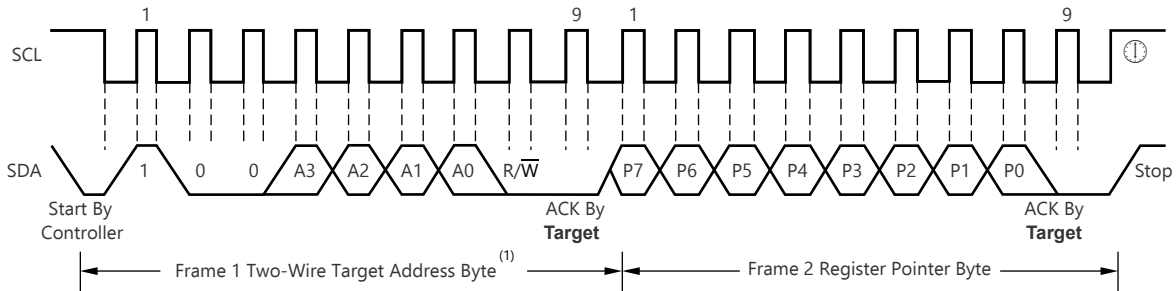 1 9 1 9
SCL
SDA 1 0 0 A3 A2 A1 A0 R/W̅ P7 P6 P5 P4 P3 P2 P1 P0 Stop
Start By ACK By ACK By
Controller Target Target
Frame 1 Two-Wire Target Address Byte(1) Frame 2 Register Pointer Byte